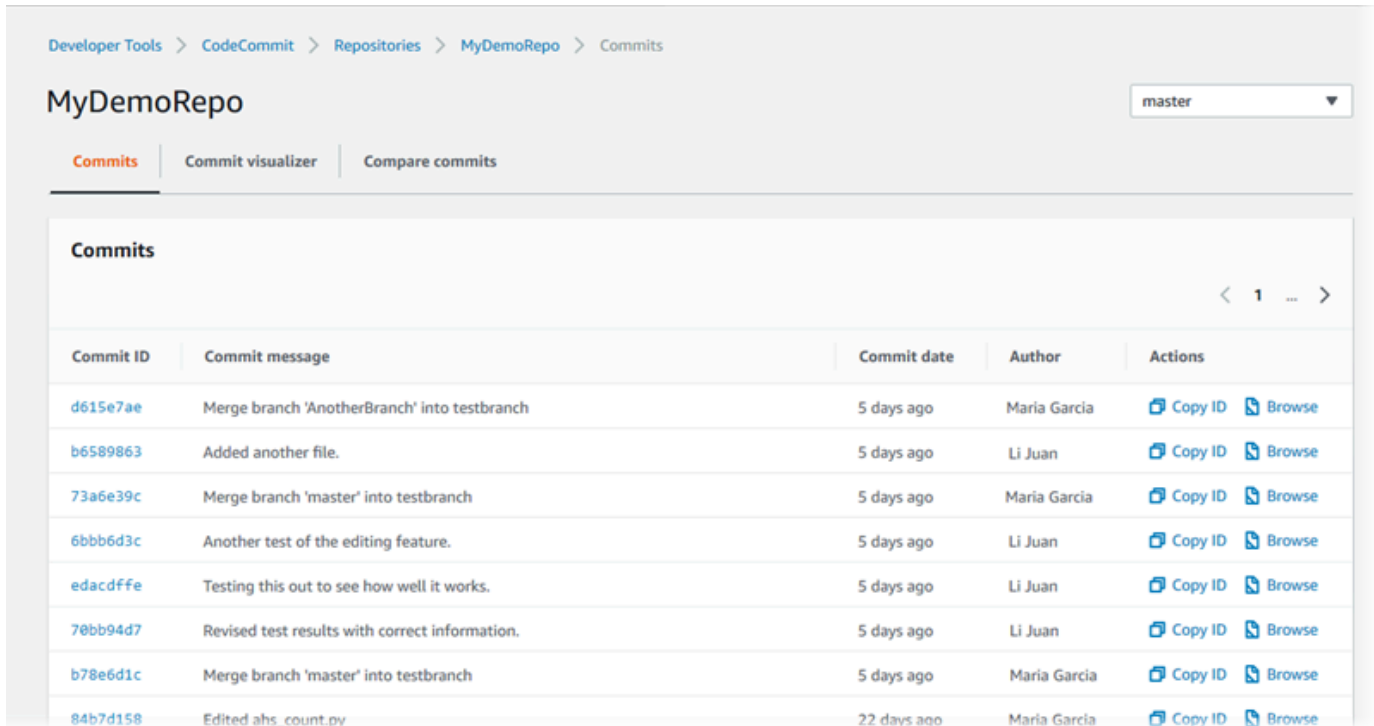 Developer Tools > CodeCommit > Repositories > MyDemoRepo > Commits
MyDemoRepo
master
Commits Commit visualizer Compare commits
Commits
< 1 ... >
Commit ID Commit message Commit date Author Actions
d615e7ae Merge branch 'AnotherBranch' into testbranch 5 days ago Maria Garcia Copy ID Browse
b6589863 Added another file. 5 days ago Li Juan Copy ID Browse
73a6e39c Merge branch 'master' into testbranch 5 days ago Maria Garcia Copy ID Browse
6bbb6d3c Another test of the editing feature. 5 days ago Li Juan Copy ID Browse
edacdffe Testing this out to see how well it works. 5 days ago Li Juan Copy ID Browse
70bb94d7 Revised test results with correct information. 5 days ago Li Juan Copy ID Browse
b78e6d1c Merge branch 'master' into testbranch 5 days ago Maria Garcia Copy ID Browse
84b7d158 Edited ahs_count.py 22 days ago Maria Garcia Copy ID Browse